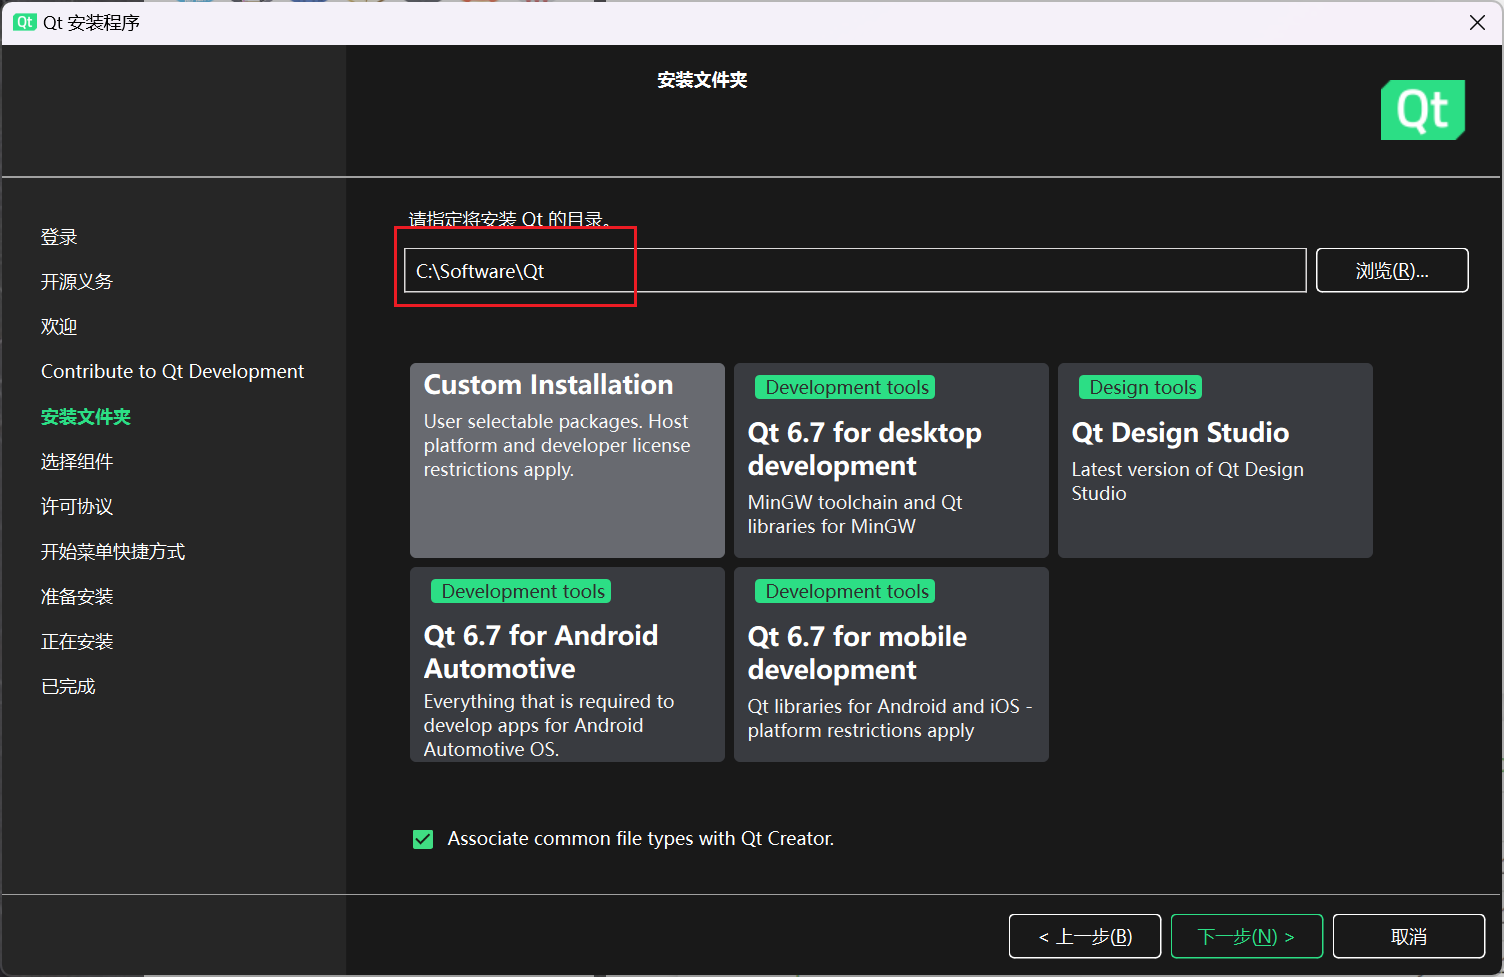 Qt Qt 安装程序
安装文件夹
Qt
登录
开源义务
欢迎
Contribute to Qt Development
安装文件夹
选择组件
许可协议
开始菜单快捷方式
准备安装
正在安装
已完成
请指定将安装 Qt 的目录。
C:\Software\Qt
浏览(R)...
Custom Installation
User selectable packages. Host
platform and developer license
restrictions apply.
Development tools
Qt 6.7 for desktop
development
MinGW toolchain and Qt
libraries for MinGW
Design tools
Qt Design Studio
Latest version of Qt Design
Studio
Development tools
Qt 6.7 for Android
Automotive
Everything that is required to
develop apps for Android
Automotive OS.
Development tools
Qt 6.7 for mobile
development
Qt libraries for Android and iOS -
platform restrictions apply
Associate common file types with Qt Creator.
< 上一步(B)
下一步(N) >
取消